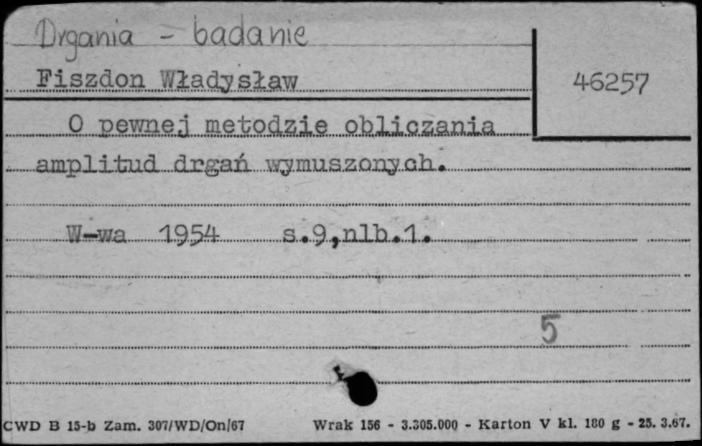 Drgania - badanie
Fiszdon Władysław
46257
O pewnej metodzie obliczania
amplitud drgań wymuszonych.
W-wa 1954 s.9,nlb.1.
5
CWD B 15-b Zam. 307/WD/On/67 Wrak 156 - 3.305.000 - Karton V kl. 180 g - 25. 3.67.